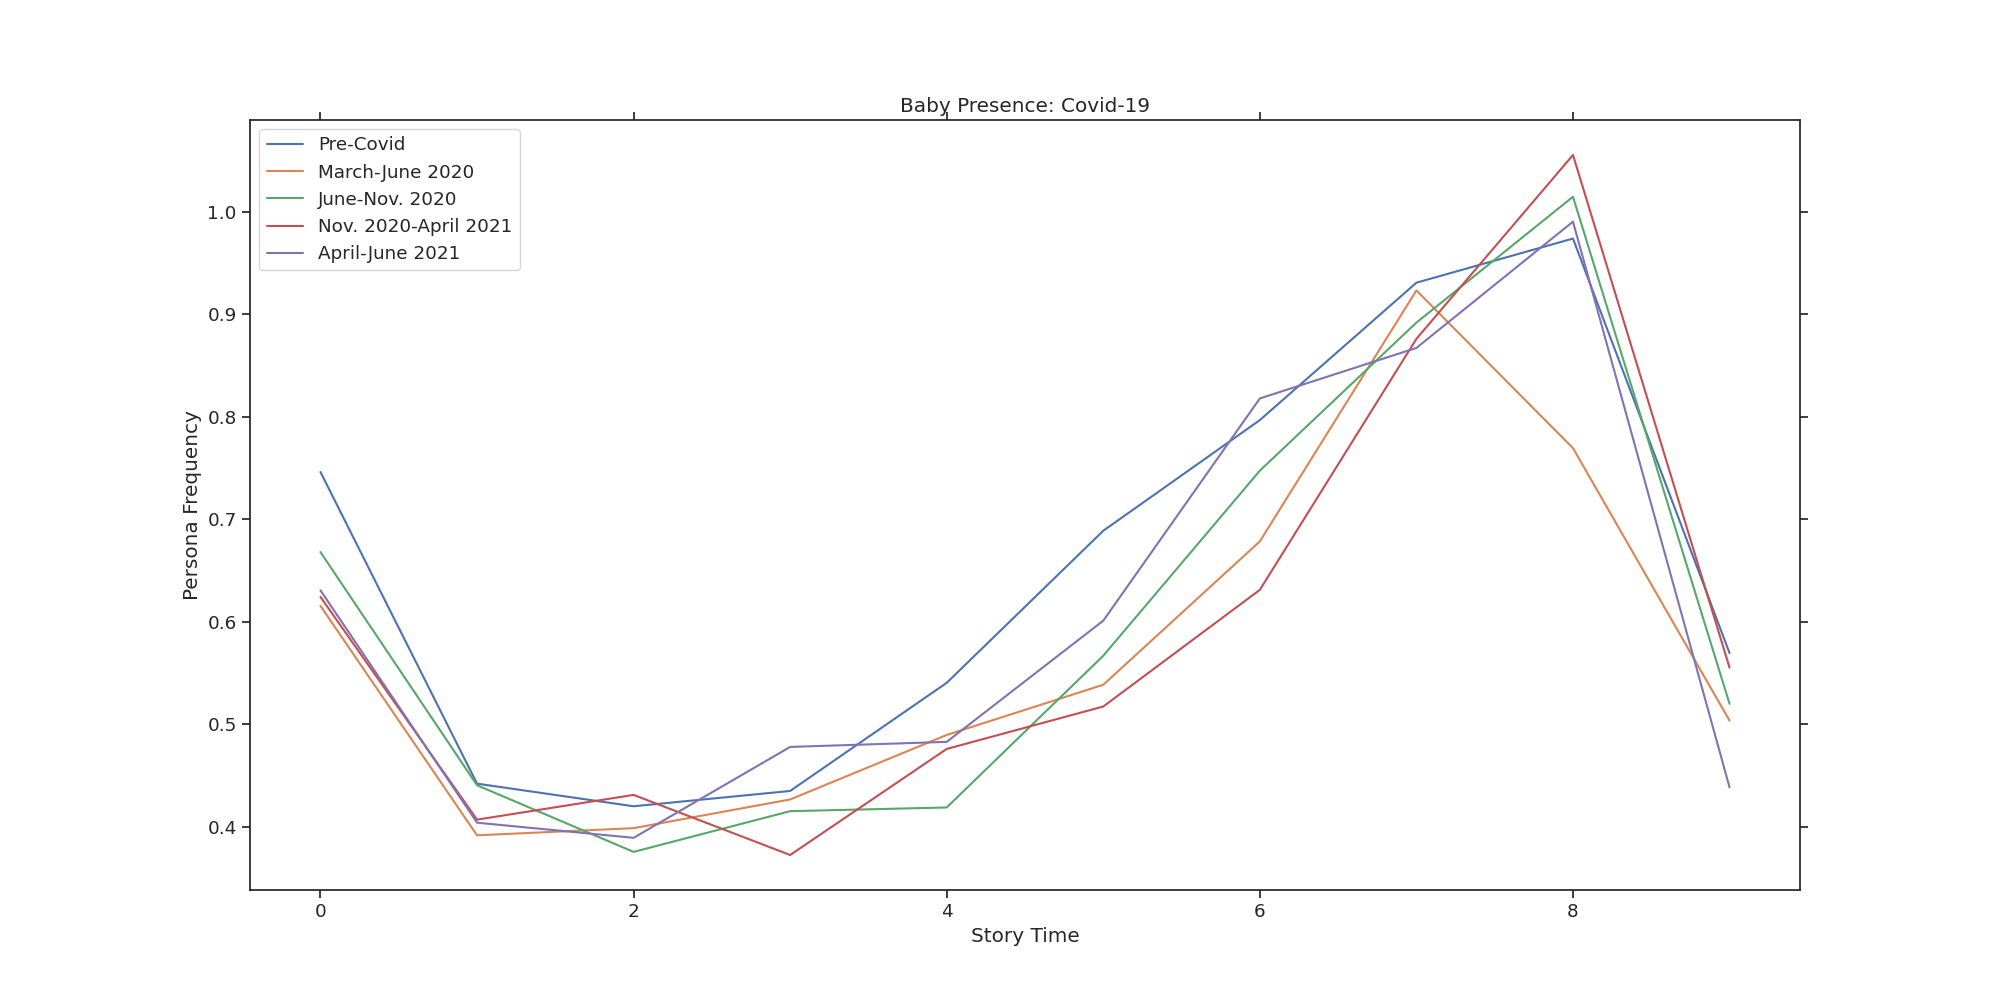 Baby Presence: Covid-19
Pre-Covid
March-June 2020
June-Nov. 2020
Nov. 2020-April 2021
April-June 2021
Persona Frequency
1.0
0.9
0.8
0.7
0.6
0.5
0.4
0 2 4 6 8
Story Time